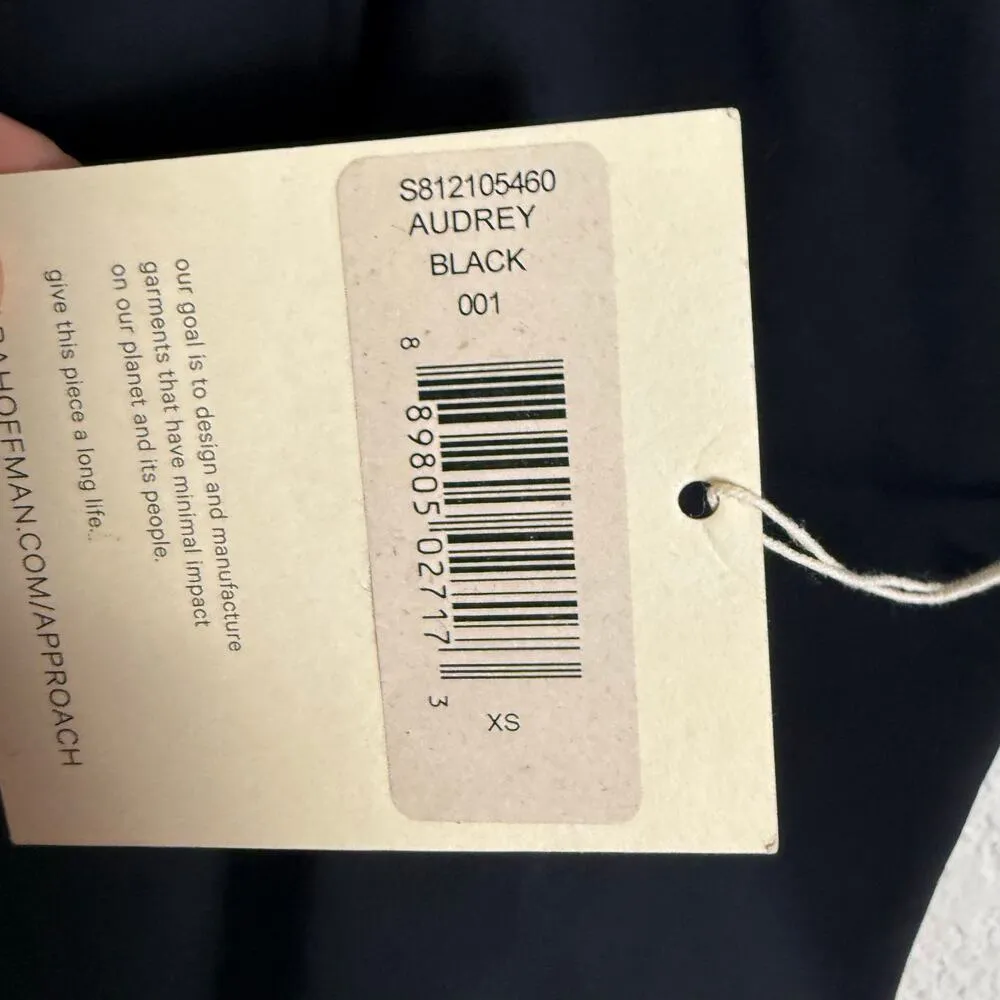 S812105460
AUDREY
BLACK
001
8 89805 02717 3
XS
our goal is to design and manufacture
garments that have minimal impact
on our planet and its people.
give this piece a long life...
RAHOFFMAN.COM/APPROACH